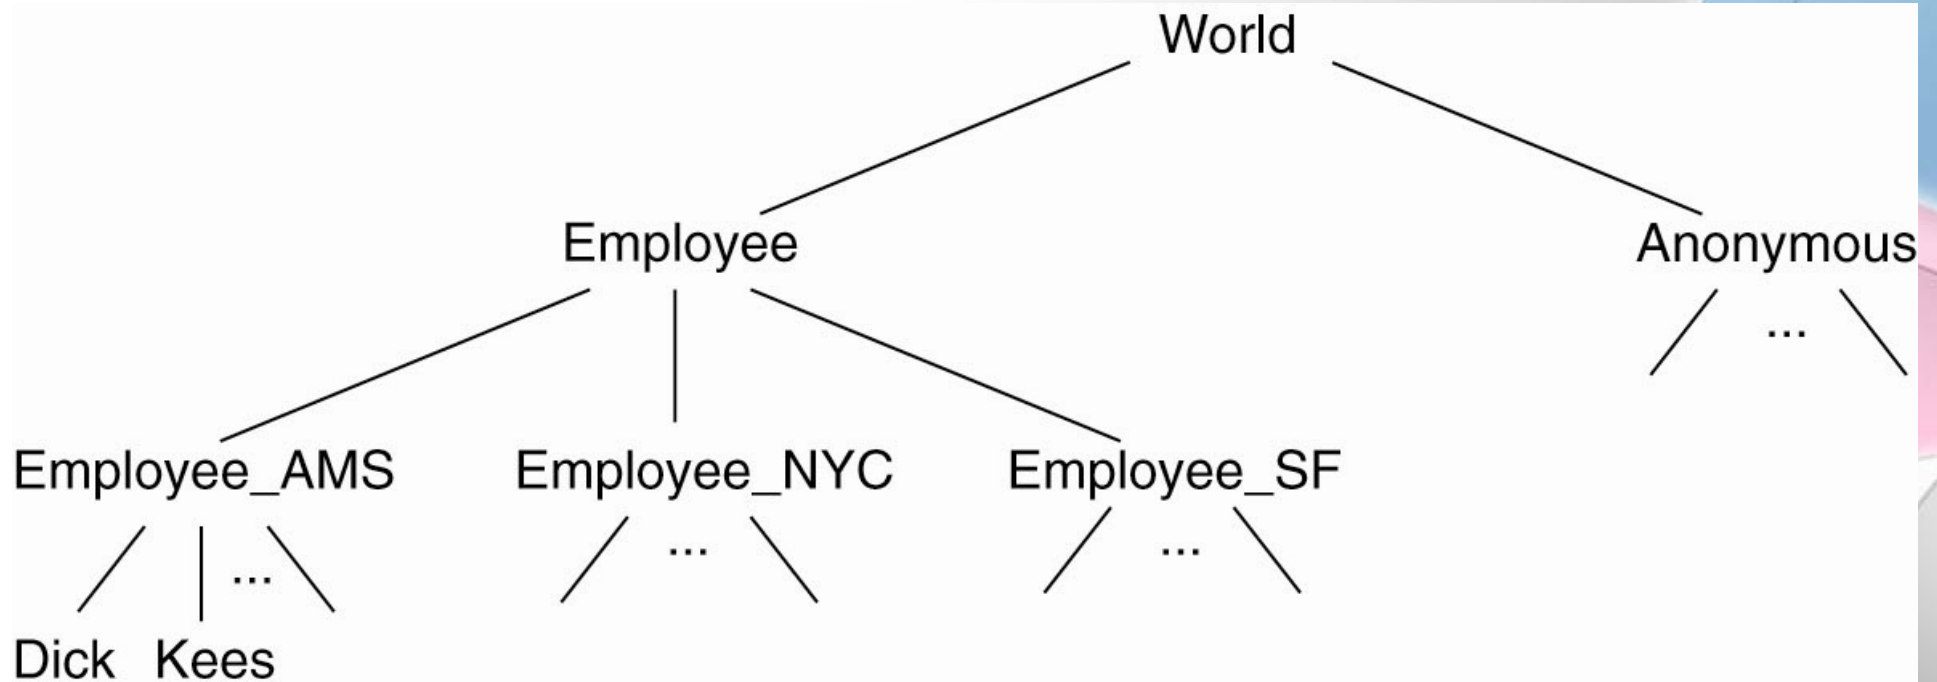 World
Employee Anonymous
...
Employee_AMS Employee_NYC Employee_SF
... ... ...
Dick Kees